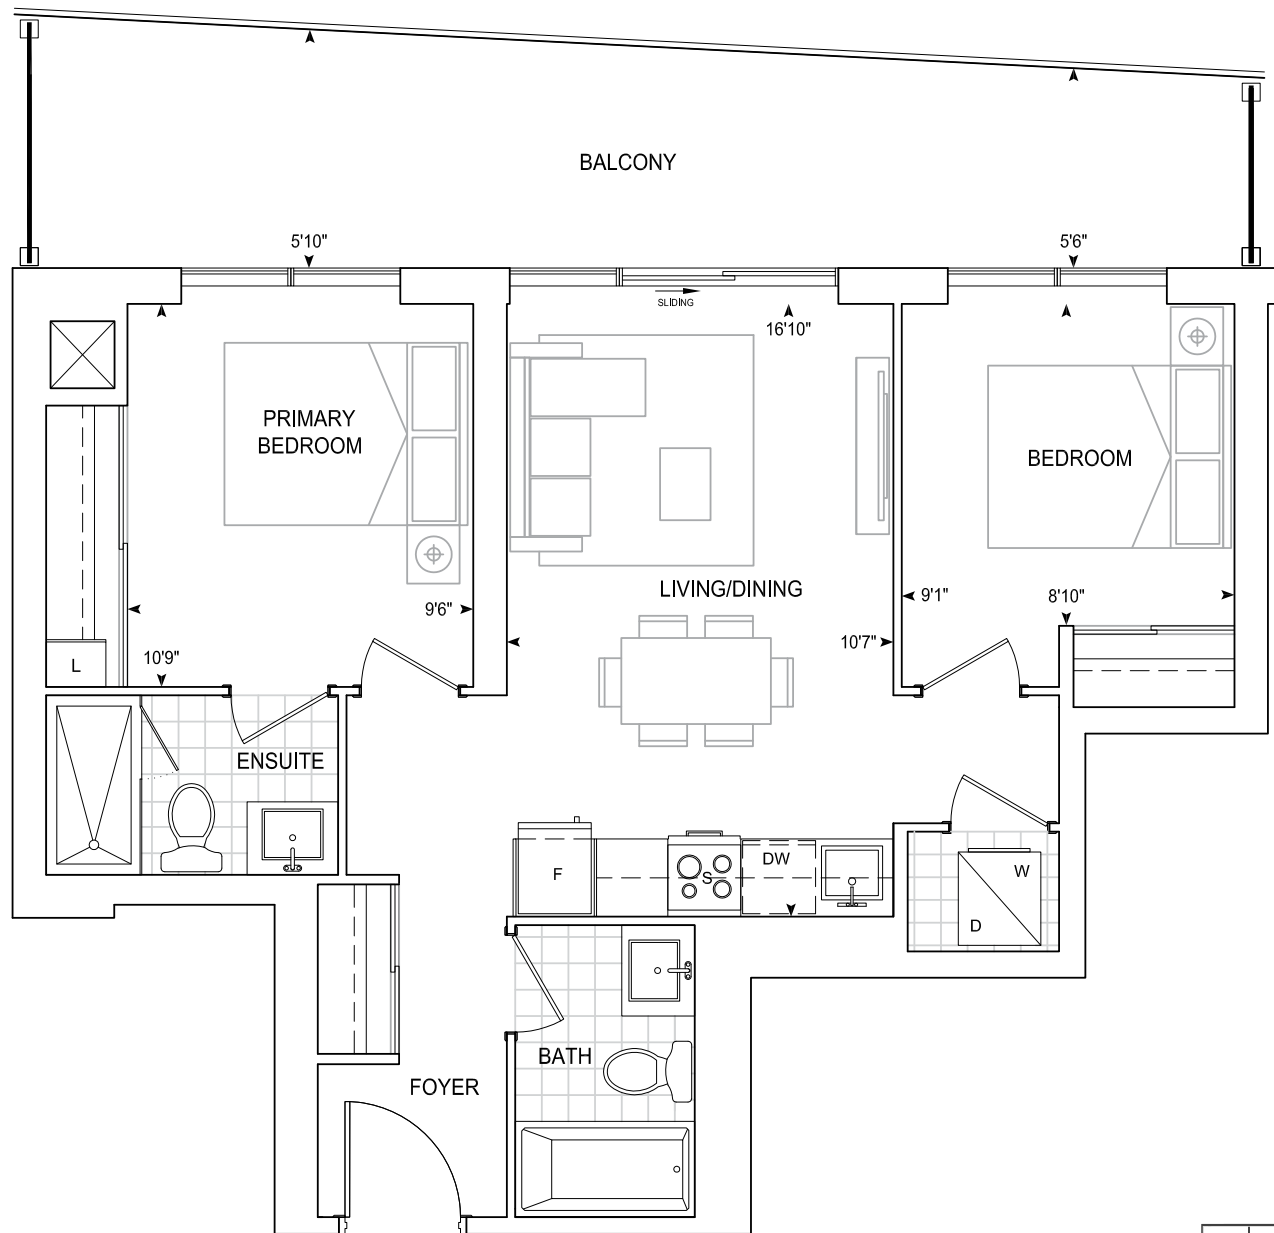 BALCONY
5'10"
5'6"
SLIDING
16'10"
PRIMARY
BEDROOM
BEDROOM
LIVING/DINING
9'6"
9'1"
8'10"
10'7"
10'9"
L
ENSUITE
F
S
DW
W
D
BATH
FOYER